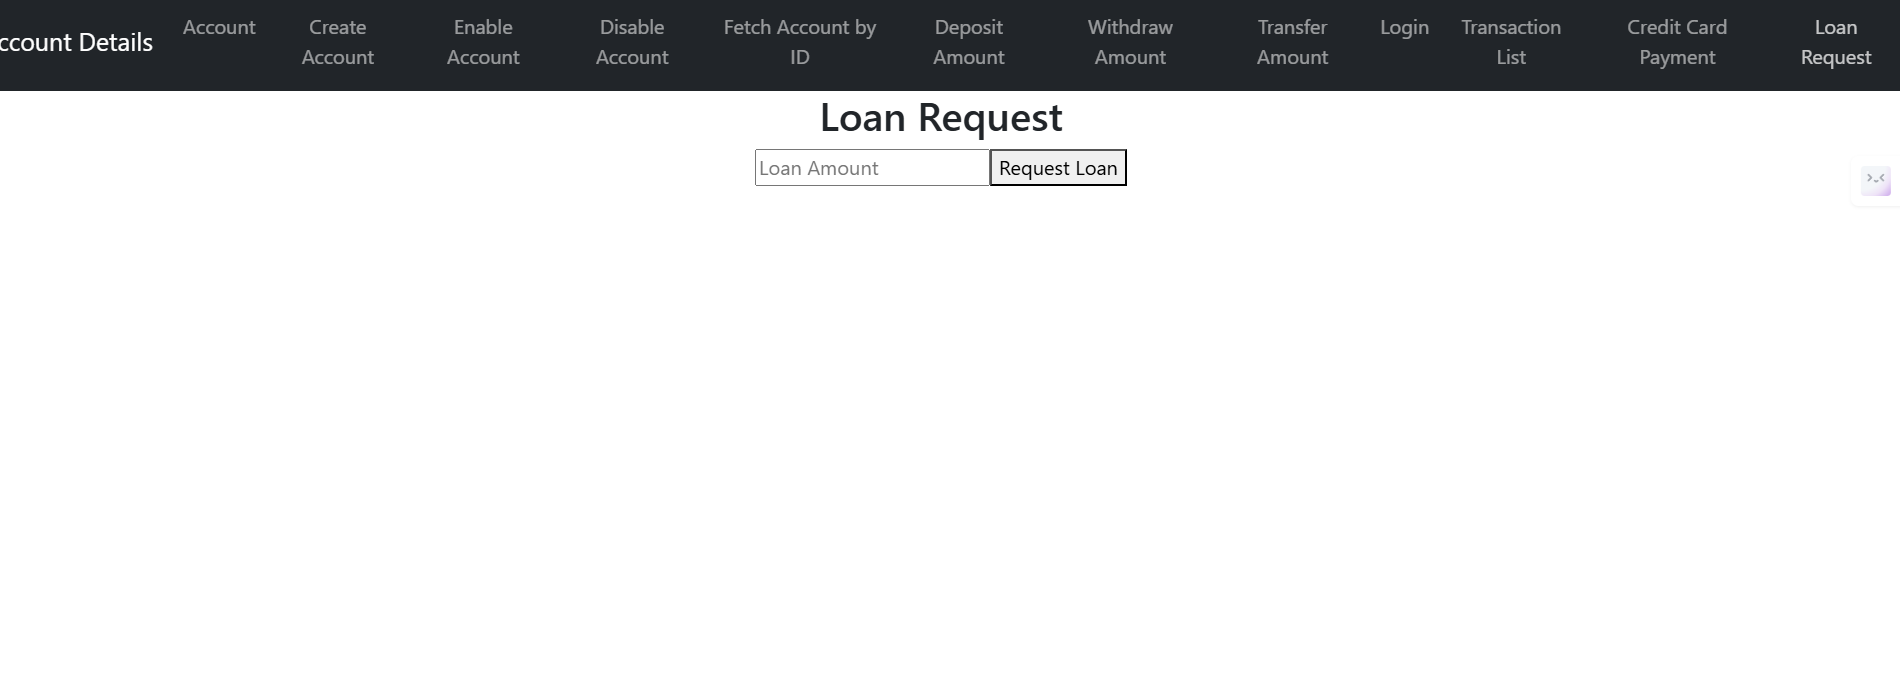 ccount Details
Account
Create
Account
Enable
Account
Disable
Account
Fetch Account by
ID
Deposit
Amount
Withdraw
Amount
Transfer
Amount
Login
Transaction
List
Credit Card
Payment
Loan
Request
Loan Request
Loan Amount
Request Loan